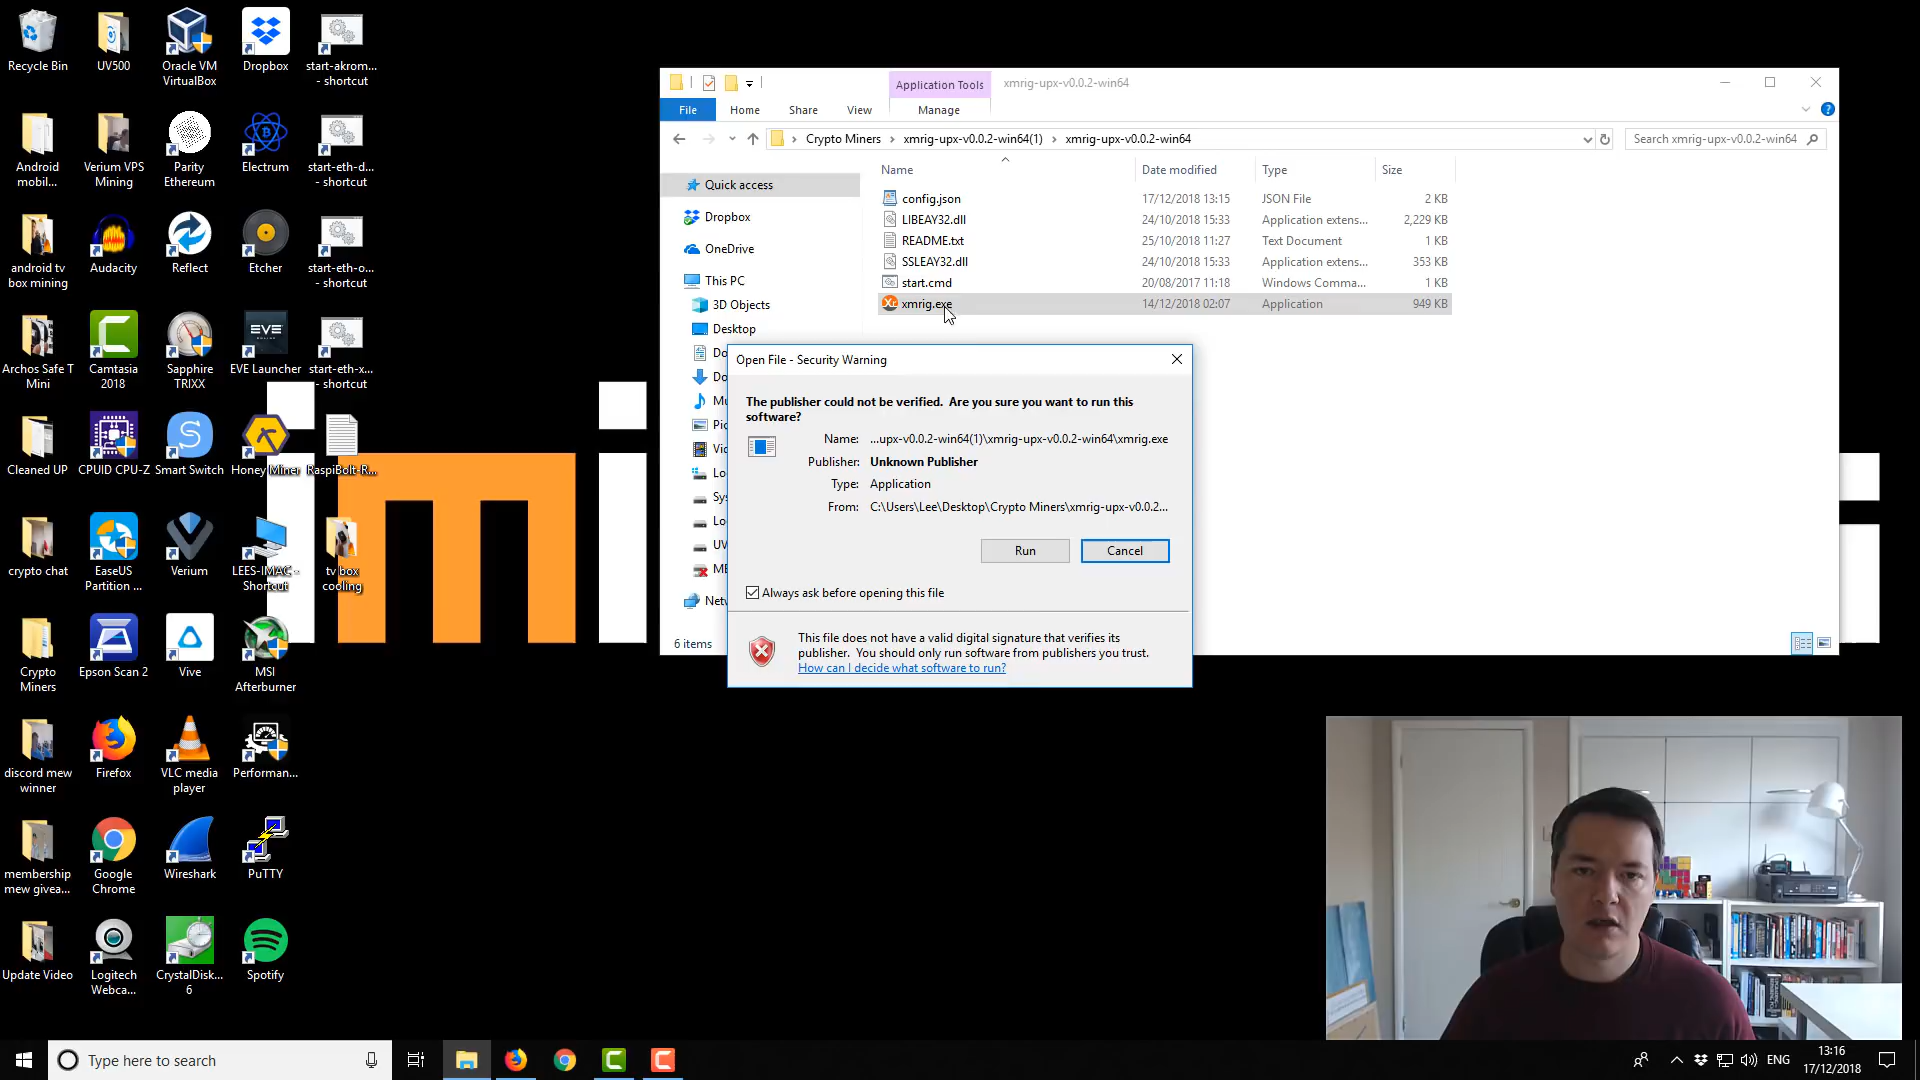 Recycle Bin
UV500
Oracle VM
VirtualBox
Dropbox
start-akrom...
- shortcut
Android
mobil...
Verium VPS
Mining
Parity
Ethereum
Electrum
start-eth-d...
- shortcut
android tv
box mining
Audacity
Reflect
Etcher
start-eth-o...
- shortcut
Archos Safe T
Mini
Camtasia
2018
Sapphire
TRIXX
EVE
EVE Launcher
start-eth-x...
- shortcut
Cleaned UP
CPUID CPU-Z
Smart Switch
Honey Miner
RaspiBolt-R...
crypto chat
EaseUS
Partition ...
Verium
LEES-IMAC -
Shortcut
tv box
cooling
Crypto
Miners
Epson Scan 2
Vive
MSI
Afterburner
discord mew
winner
Firefox
VLC media
player
Performan...
membership
mew givea...
Google
Chrome
Wireshark
PuTTY
Update Video
Logitech
Webca...
CrystalDisk...
6
Spotify
Application Tools
xmrig-upx-v0.0.2-win64
File
Home
Share
View
Manage
Crypto Miners
xmrig-upx-v0.0.2-win64(1)
xmrig-upx-v0.0.2-win64
Search xmrig-upx-v0.0.2-win64
Name
Date modified
Type
Size
Quick access
Dropbox
OneDrive
This PC
3D Objects
Desktop
Do
Do
Mu
Pic
Vid
Lo
Sys
Lo
UV
ME
Netw
config.json 17/12/2018 13:15 JSON File 2 KB
LIBEAY32.dll 24/10/2018 15:33 Application extens... 2,229 KB
README.txt 25/10/2018 11:27 Text Document 1 KB
SSLEAY32.dll 24/10/2018 15:33 Application extens... 353 KB
start.cmd 20/08/2017 11:18 Windows Comma... 1 KB
xmrig.exe 14/12/2018 02:07 Application 949 KB
6 items
Open File - Security Warning
The publisher could not be verified. Are you sure you want to run this
software?
Name: ...upx-v0.0.2-win64(1)\xmrig-upx-v0.0.2-win64\xmrig.exe
Publisher: Unknown Publisher
Type: Application
From: C:\Users\Lee\Desktop\Crypto Miners\xmrig-upx-v0.0.2...
Run
Cancel
Always ask before opening this file
This file does not have a valid digital signature that verifies its
publisher. You should only run software from publishers you trust.
How can I decide what software to run?
Type here to search
ENG
13:16
17/12/2018